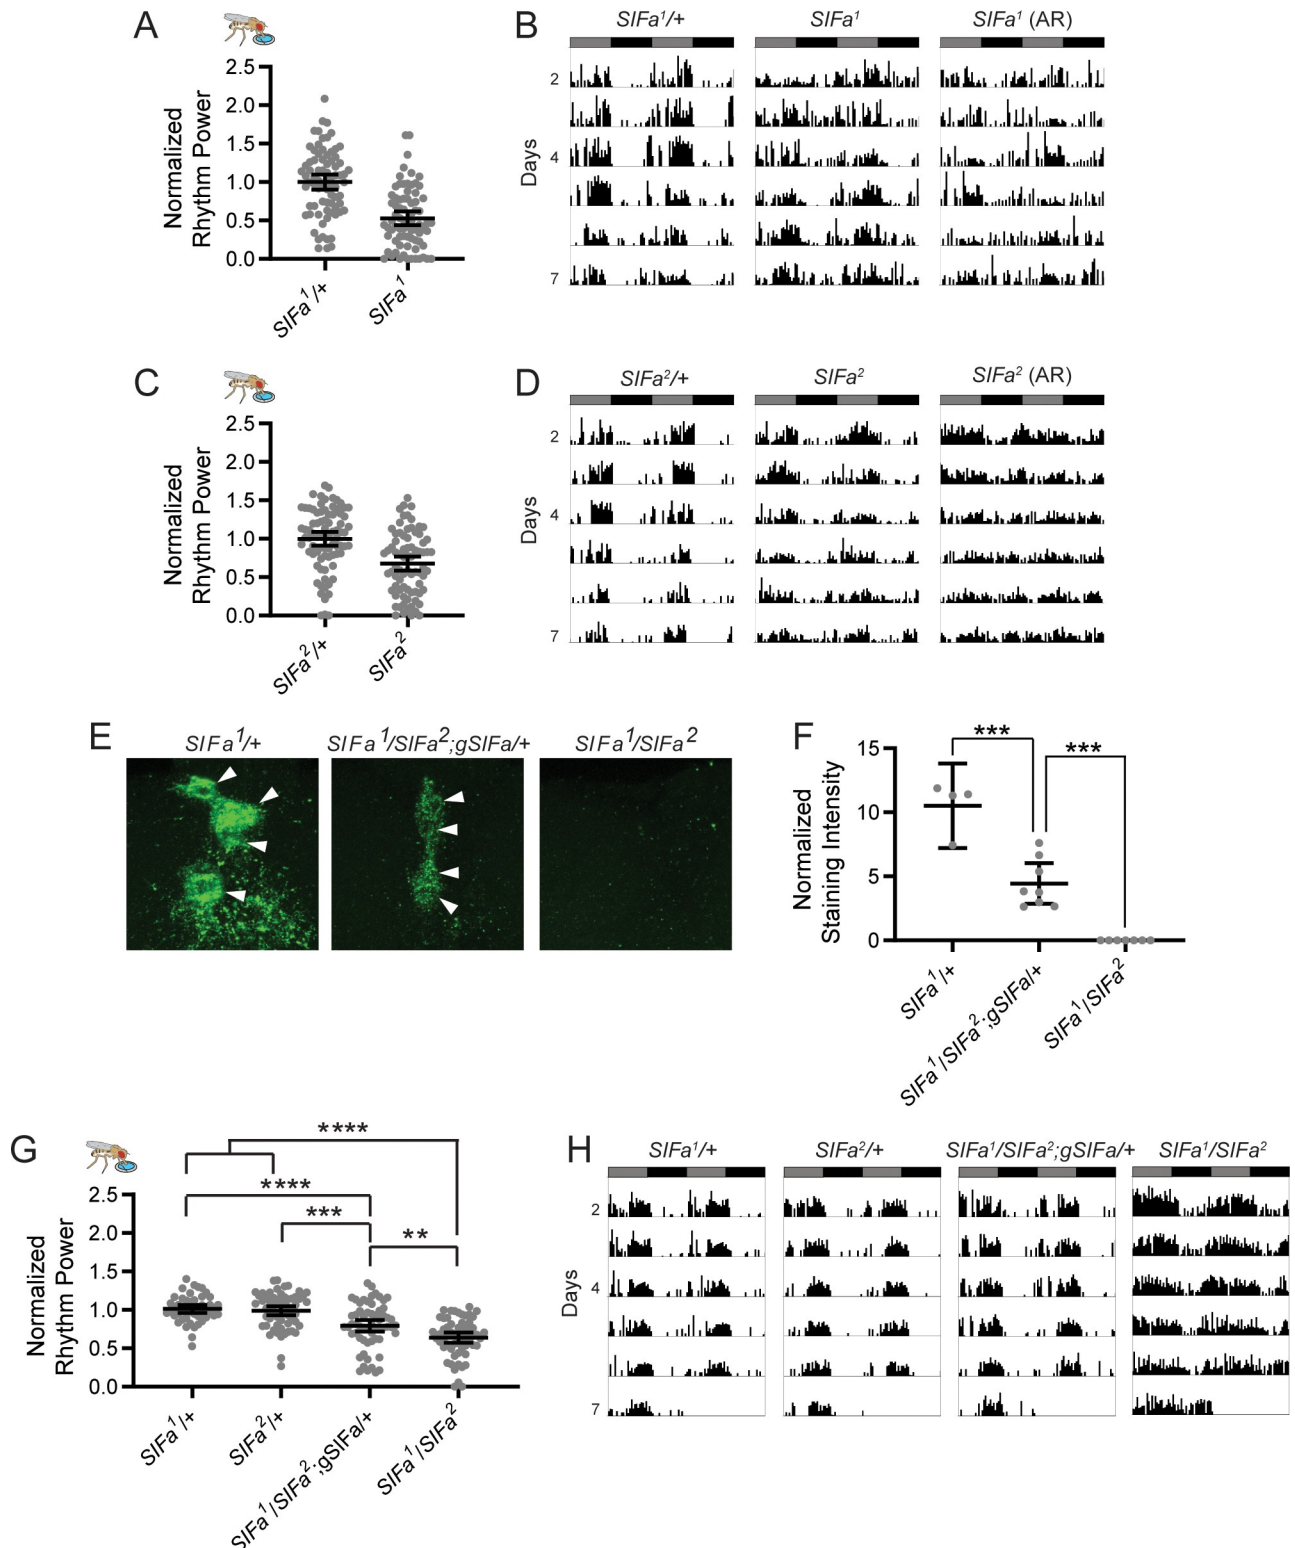 A
Normalized
Rhythm Power
2.5
2.0
1.5
1.0
0.5
0.0
SIFa¹/+
SIFa¹
B
SIFa¹/+
SIFa¹
SIFa¹ (AR)
Days
2
4
7
C
Normalized
Rhythm Power
2.5
2.0
1.5
1.0
0.5
0.0
SIFa²/+
SIFa²
D
SIFa²/+
SIFa²
SIFa² (AR)
Days
2
4
7
E
SIFa¹/+
SIFa¹/SIFa²;gSIFa/+
SIFa¹/SIFa²
F
Normalized
Staining Intensity
15
10
5
0
***
***
SIFa¹/+
SIFa¹/SIFa²;gSIFa/+
SIFa¹/SIFa²
G
Normalized
Rhythm Power
2.5
2.0
1.5
1.0
0.5
0.0
****
****
***
**
SIFa¹/+
SIFa²/+
SIFa¹/SIFa²;gSIFa/+
SIFa¹/SIFa²
H
SIFa¹/+
SIFa²/+
SIFa¹/SIFa²;gSIFa/+
SIFa¹/SIFa²
Days
2
4
7